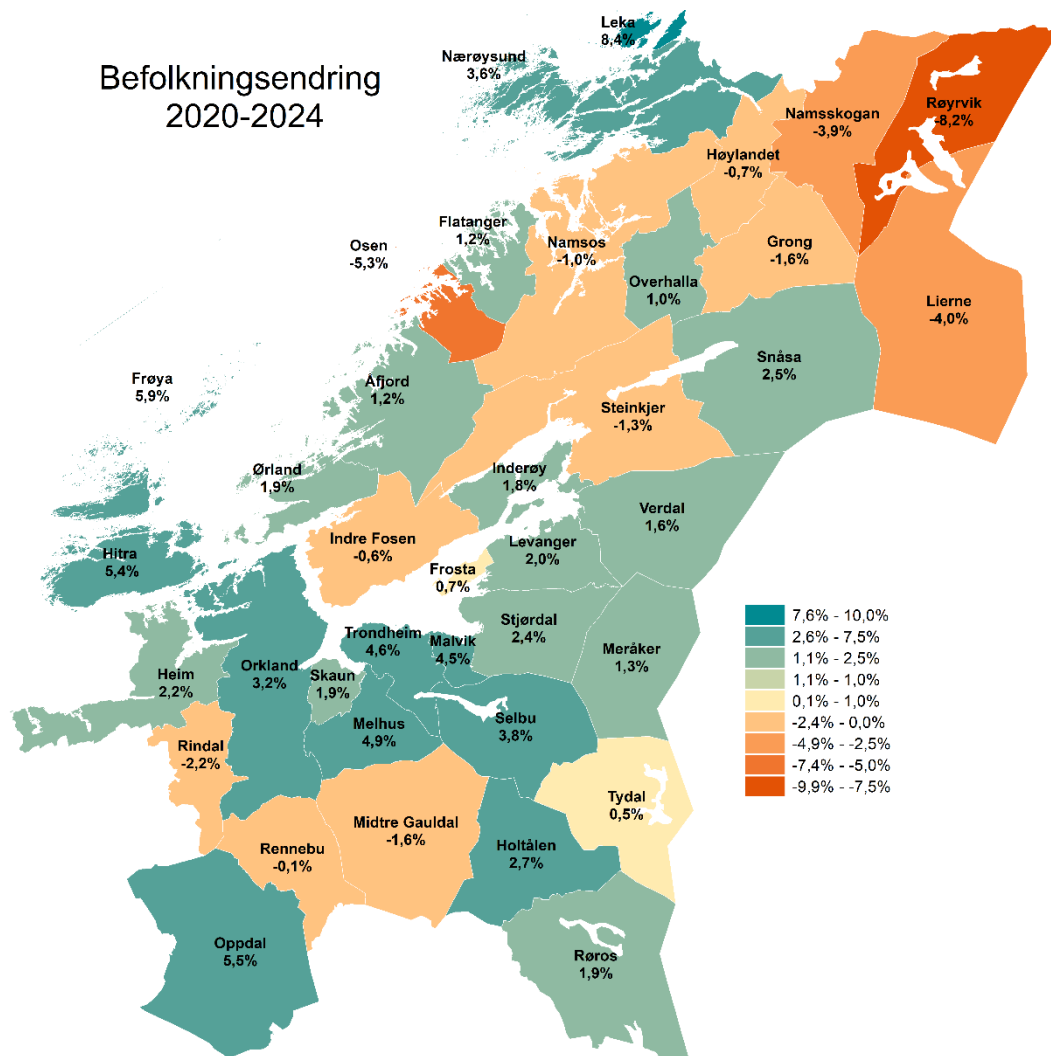 Befolkningsendring
2020-2024
Leka
8,4%
Nærøysund
3,6%
Namsskogan
-3,9%
Røyrvik
-8,2%
Høylandet
-0,7%
Flatanger
1,2%
Osen
-5,3%
Namsos
-1,0%
Grong
-1,6%
Overhalla
1,0%
Lierne
-4,0%
Snåsa
2,5%
Frøya
5,9%
Åfjord
1,2%
Steinkjer
-1,3%
Ørland
1,9%
Inderøy
1,8%
Verdal
1,6%
Indre Fosen
-0,6%
Levanger
2,0%
Hitra
5,4%
Frosta
0,7%
Stjørdal
2,4%
Trondheim
4,6%
Malvik
4,5%
Meråker
1,3%
Orkland
3,2%
Skaun
1,9%
Heim
2,2%
Melhus
4,9%
Selbu
3,8%
Rindal
-2,2%
Tydal
0,5%
Midtre Gauldal
-1,6%
Rennebu
-0,1%
Holtålen
2,7%
Oppdal
5,5%
Røros
1,9%
7,6% - 10,0%
2,6% - 7,5%
1,1% - 2,5%
1,1% - 1,0%
0,1% - 1,0%
-2,4% - 0,0%
-4,9% - -2,5%
-7,4% - -5,0%
-9,9% - -7,5%